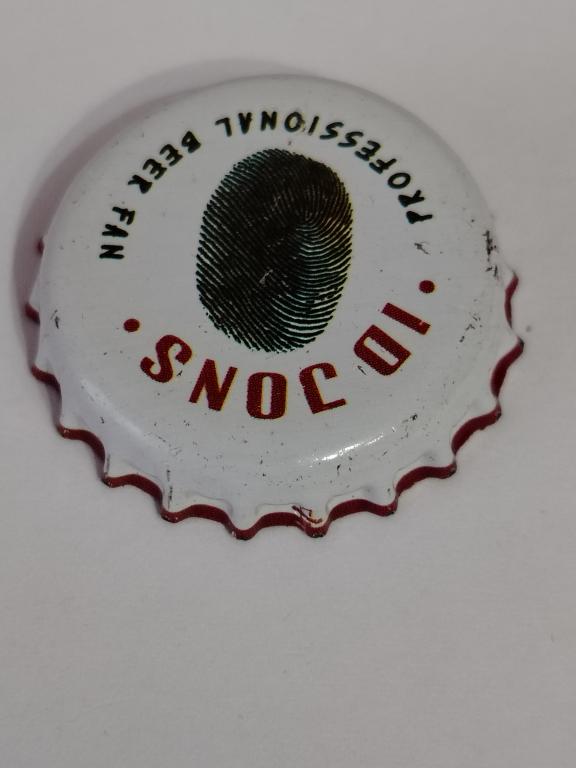 • ID JONS •
PROFESSIONAL BEER FAN